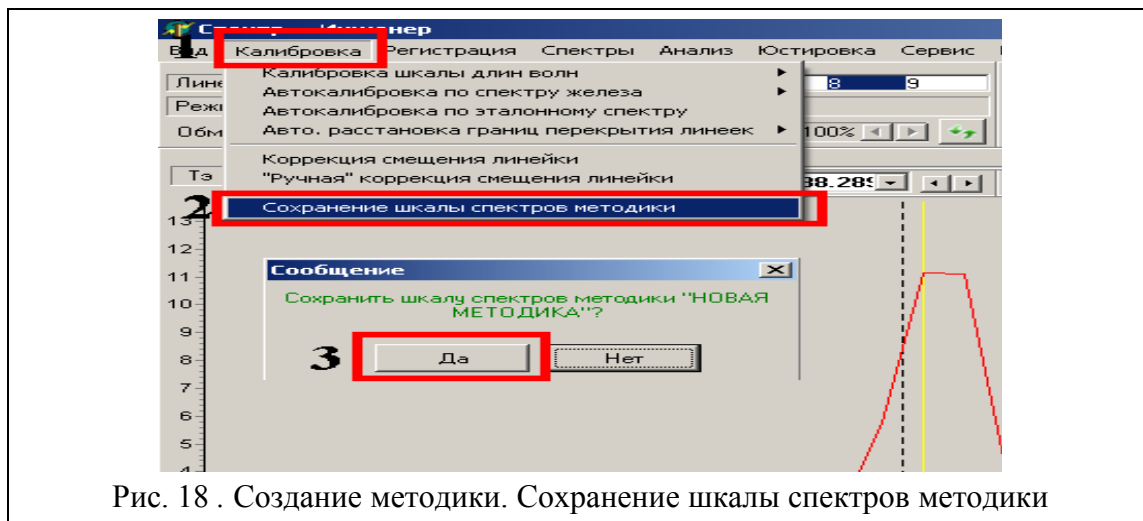 1
Вид Калибровка Регистрация Спектры Анализ Юстировка Сервис
Калибровка шкалы длин волн
Автокалибровка по спектру железа
Автокалибровка по эталонному спектру
Авто. расстановка границ перекрытия линеек
Коррекция смещения линейки
"Ручная" коррекция смещения линейки
Сохранение шкалы спектров методики
8 9
100%
2
13
12
11
10
9
8
7
6
5
Сообщение
Сохранить шкалу спектров методики "НОВАЯ
МЕТОДИКА"?
3
Да Нет
Рис. 18 . Создание методики. Сохранение шкалы спектров методики